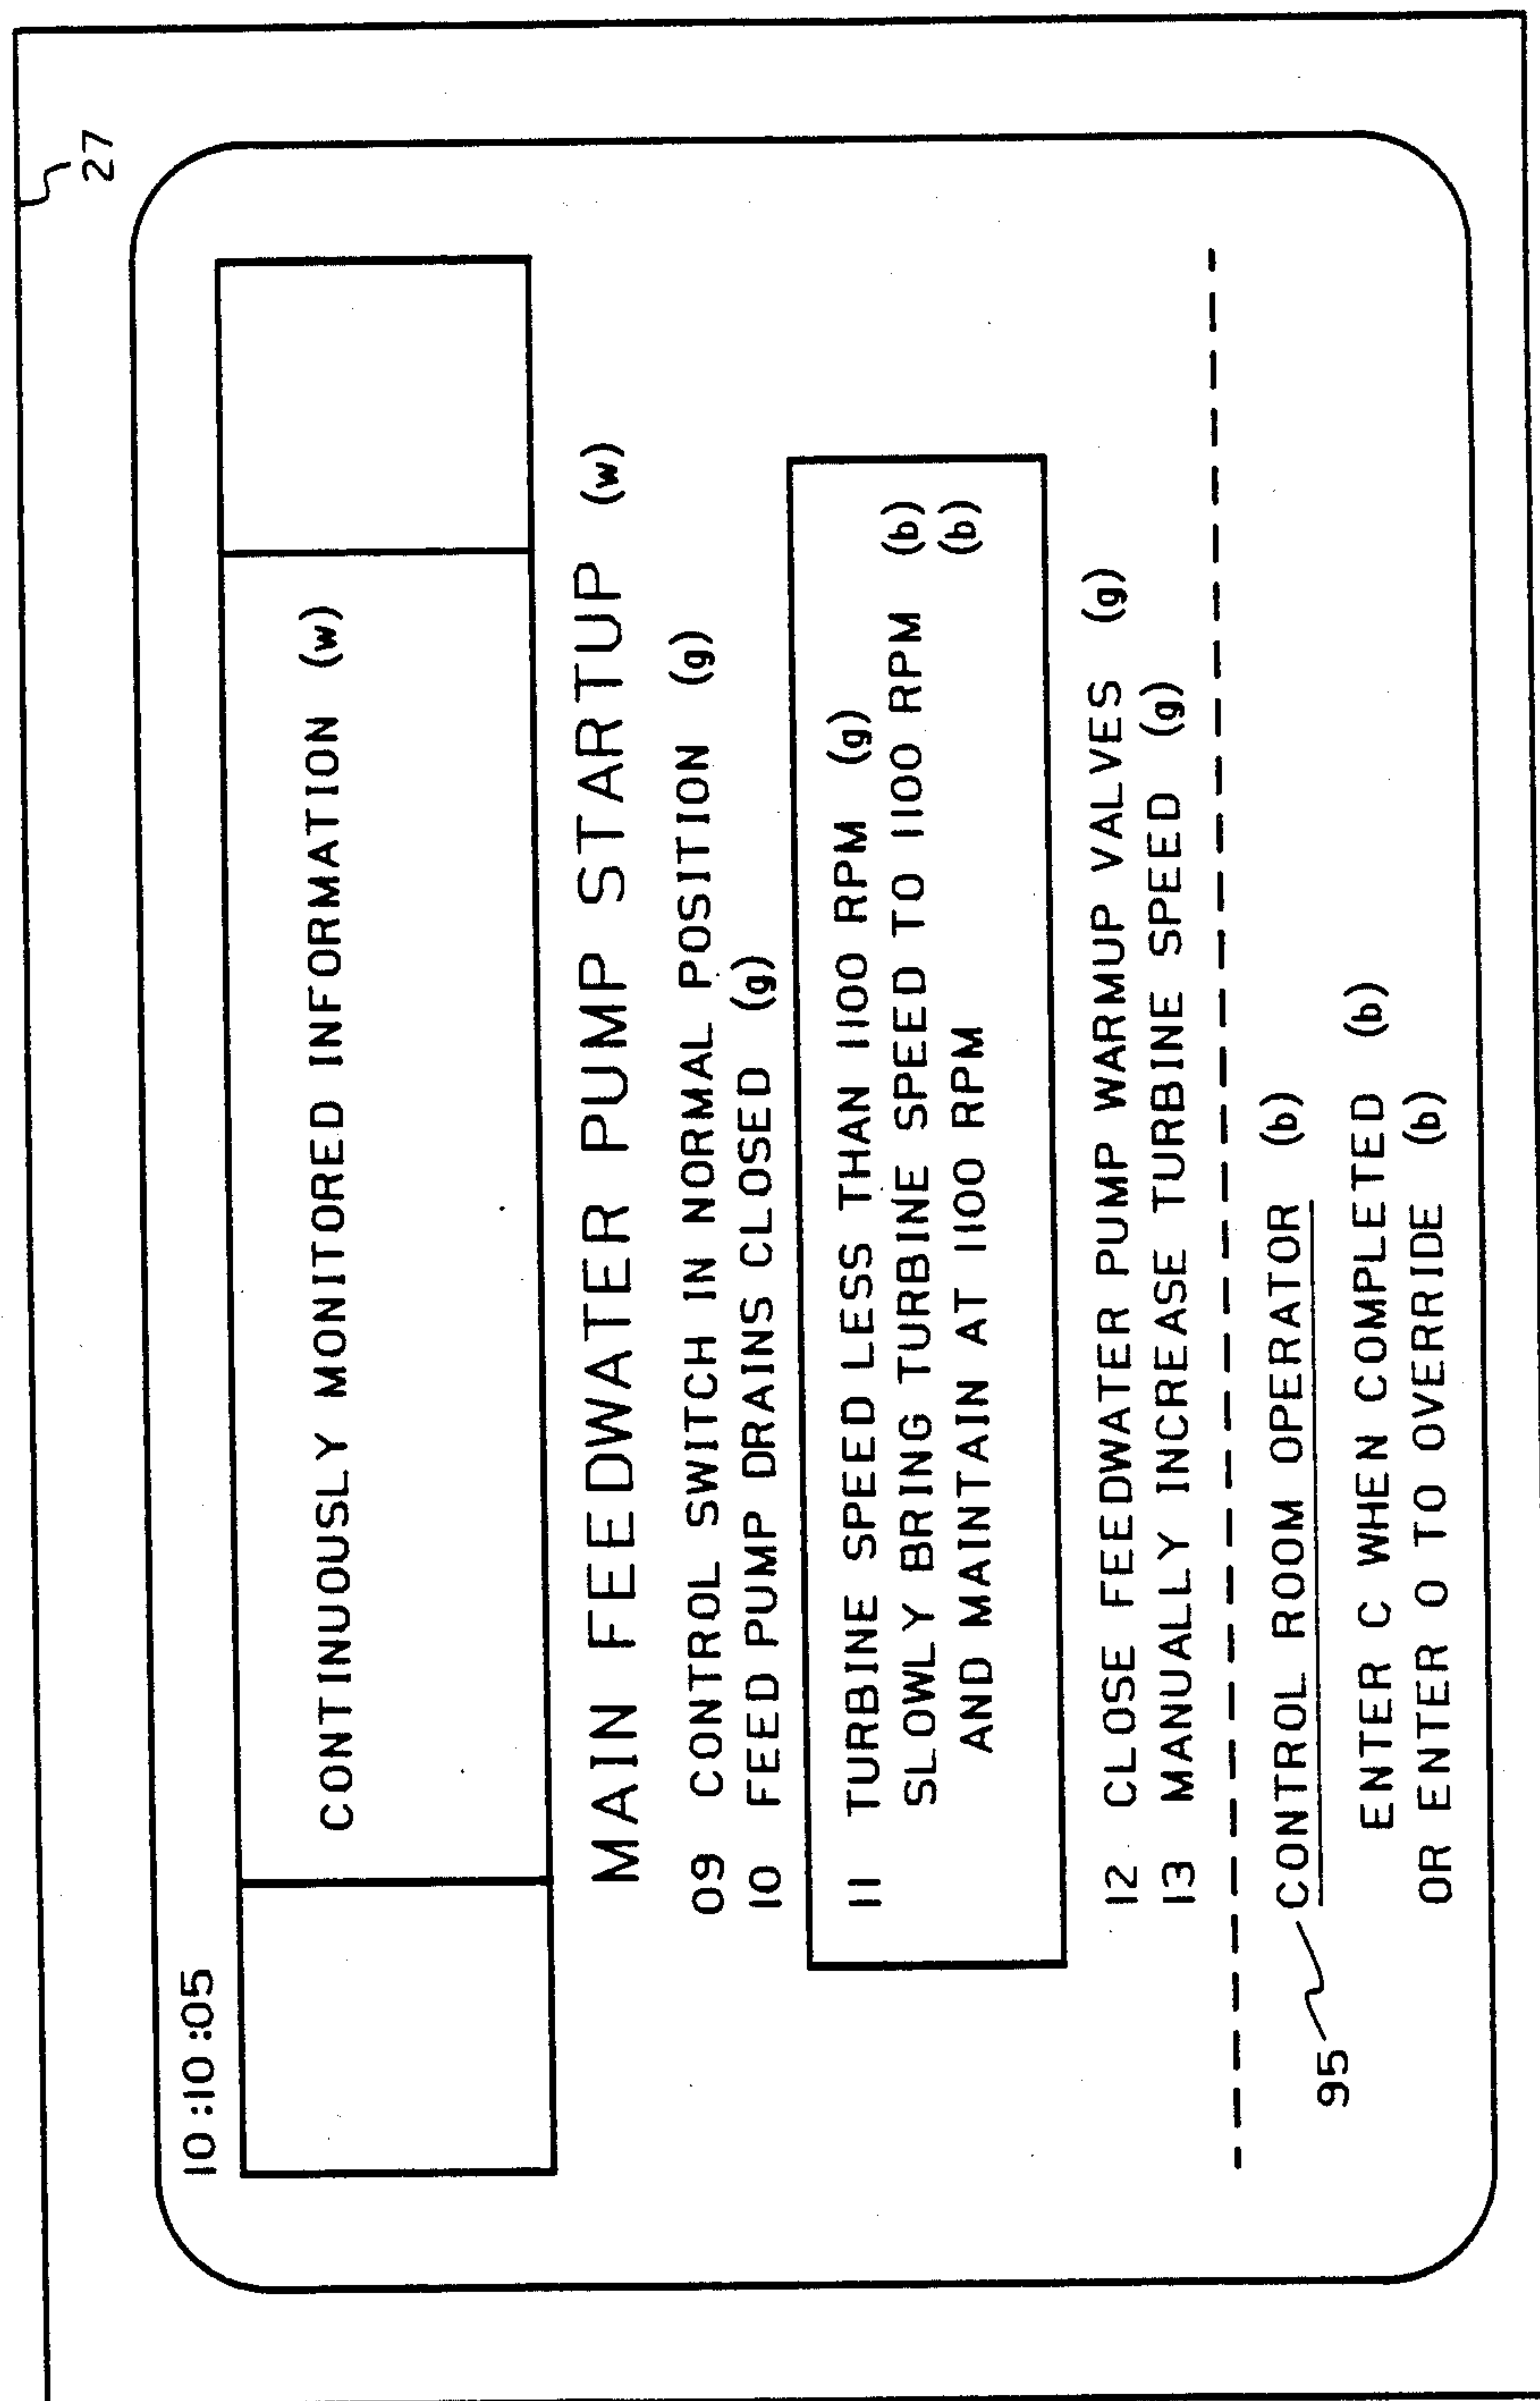 27
10:10:05
CONTINUOUSLY MONITORED INFORMATION (w)
MAIN FEEDWATER PUMP STARTUP (w)
09 CONTROL SWITCH IN NORMAL POSITION (g)
10 FEED PUMP DRAINS CLOSED (g)
11 TURBINE SPEED LESS THAN 1100 RPM (g)
SLOWLY BRING TURBINE SPEED TO 1100 RPM (b)
AND MAINTAIN AT 1100 RPM (b)
12 CLOSE FEEDWATER PUMP WARMUP VALVES (g)
13 MANUALLY INCREASE TURBINE SPEED (g)
95 CONTROL ROOM OPERATOR (b)
ENTER C WHEN COMPLETED (b)
OR ENTER O TO OVERRIDE (b)